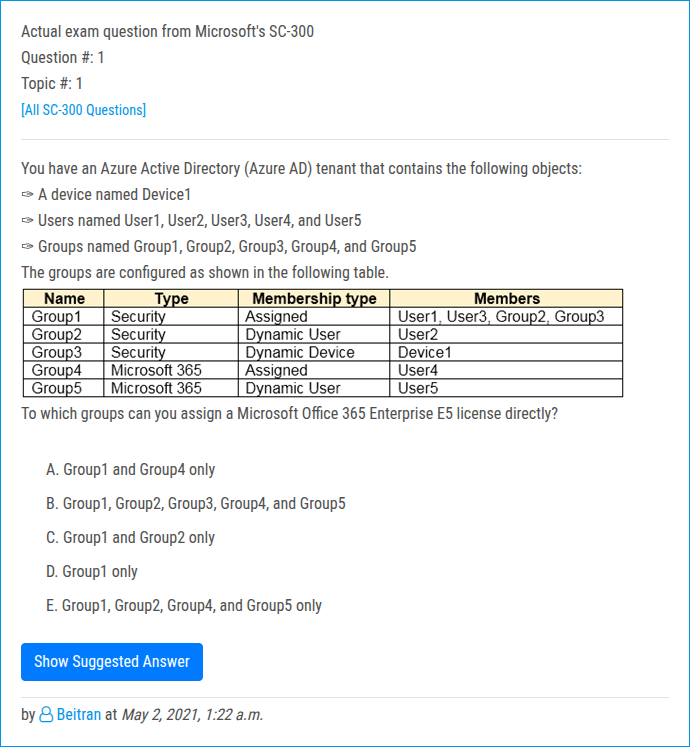 Actual exam question from Microsoft's SC-300
Question #: 1
Topic #: 1
[All SC-300 Questions]
You have an Azure Active Directory (Azure AD) tenant that contains the following objects:
✑ A device named Device1
✑ Users named User1, User2, User3, User4, and User5
✑ Groups named Group1, Group2, Group3, Group4, and Group5
The groups are configured as shown in the following table.
Name Type Membership type Members
Group1 Security Assigned User1, User3, Group2, Group3
Group2 Security Dynamic User User2
Group3 Security Dynamic Device Device1
Group4 Microsoft 365 Assigned User4
Group5 Microsoft 365 Dynamic User User5
To which groups can you assign a Microsoft Office 365 Enterprise E5 license directly?
A. Group1 and Group4 only
B. Group1, Group2, Group3, Group4, and Group5
C. Group1 and Group2 only
D. Group1 only
E. Group1, Group2, Group4, and Group5 only
Show Suggested Answer
by Beitran at May 2, 2021, 1:22 a.m.